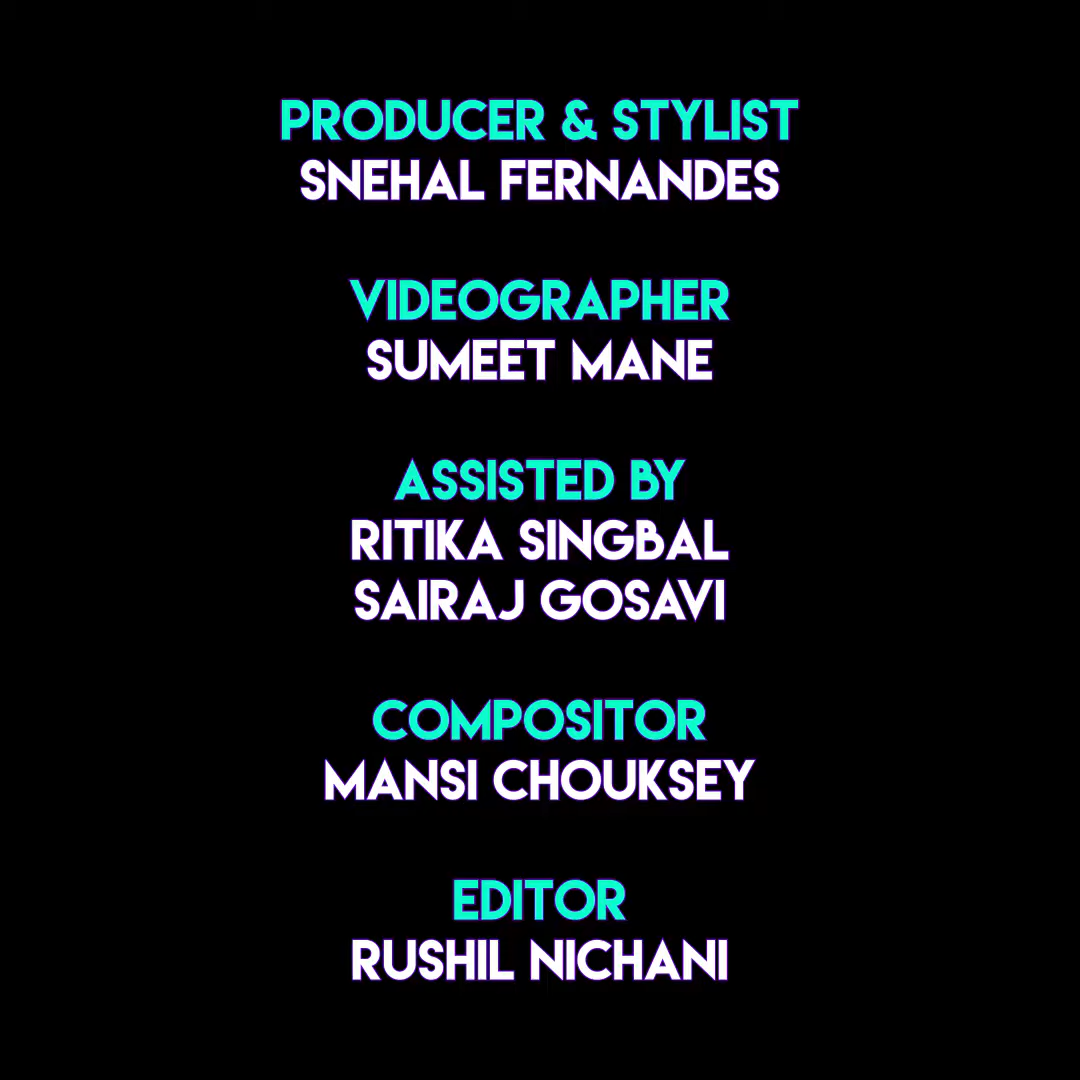 PRODUCER & STYLIST
SNEHAL FERNANDES
VIDEOGRAPHER
SUMEET MANE
ASSISTED BY
RITIKA SINGBAL
SAIRAJ GOSAVI
COMPOSITOR
MANSI CHOUKSEY
EDITOR
RUSHIL NICHANI